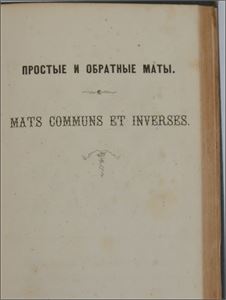 ПРОСТЫЕ И ОБРАТНЫЕ МАТЫ.
MATS COMMUNS ET INVERSES.